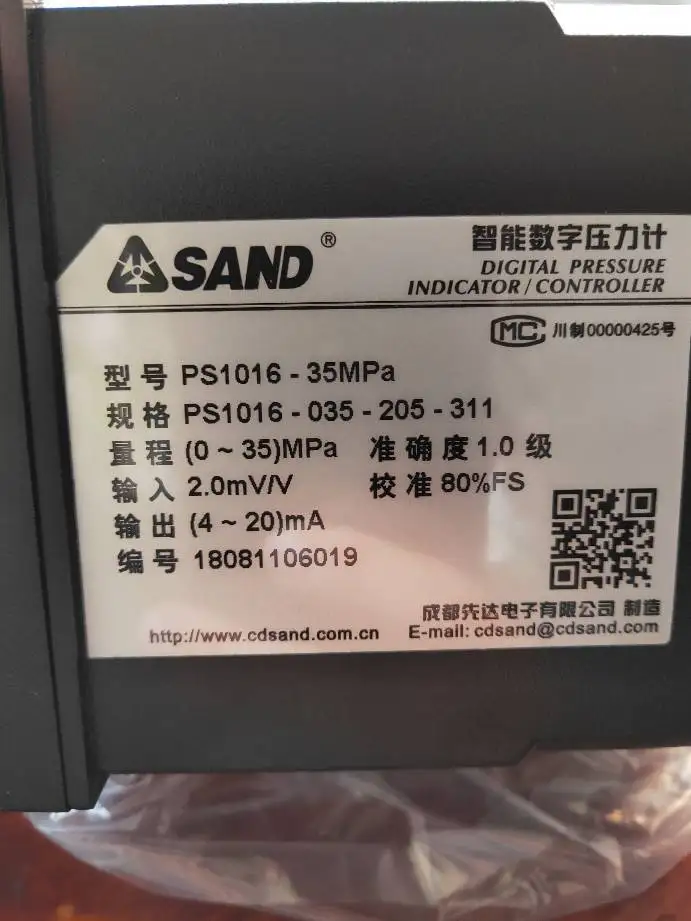 SAND®
智能数字压力计
DIGITAL PRESSURE
INDICATOR / CONTROLLER
MC 川制00000425号
型号 PS1016 - 35MPa
规格 PS1016 - 035 - 205 - 311
量程 (0 ~ 35)MPa 准确度 1.0 级
输入 2.0mV/V 校准 80%FS
输出 (4 ~ 20)mA
编号 18081106019
成都先达电子有限公司 制造
http://www.cdsand.com.cn E-mail: cdsand@cdsand.com